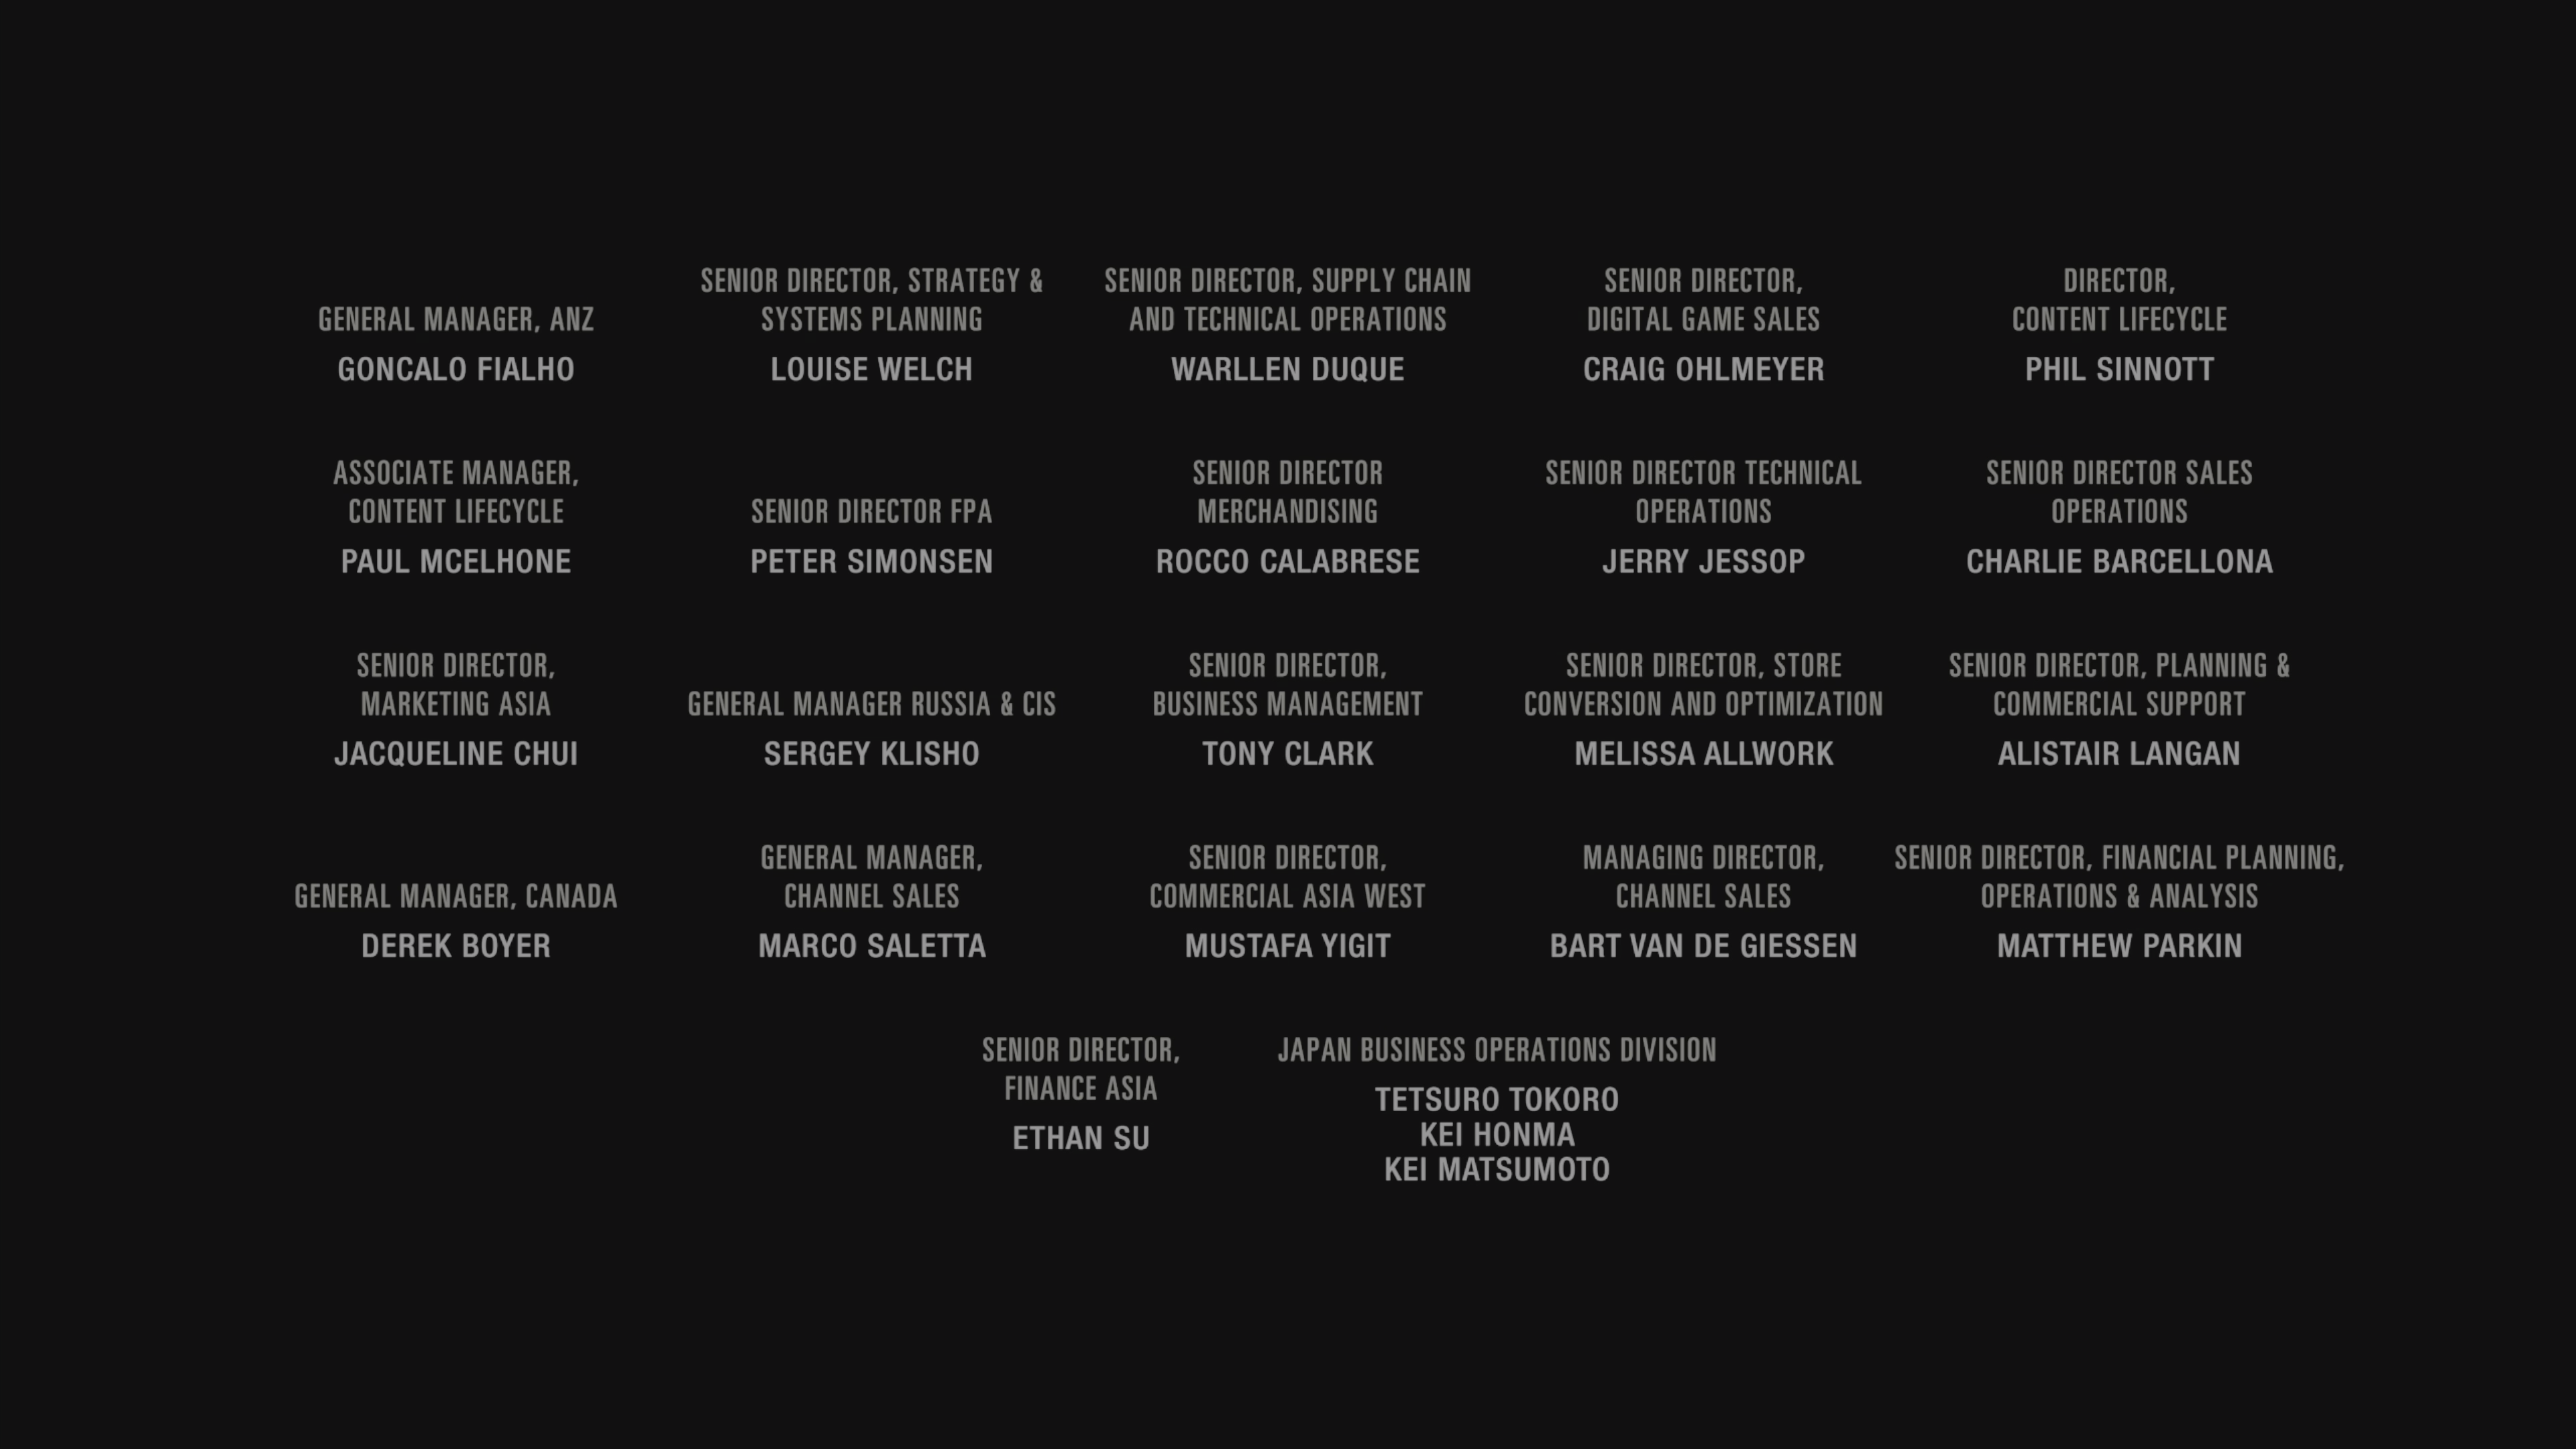 GENERAL MANAGER, ANZ
GONCALO FIALHO
SENIOR DIRECTOR, STRATEGY &
SYSTEMS PLANNING
LOUISE WELCH
SENIOR DIRECTOR, SUPPLY CHAIN
AND TECHNICAL OPERATIONS
WARLLEN DUQUE
SENIOR DIRECTOR,
DIGITAL GAME SALES
CRAIG OHLMEYER
DIRECTOR,
CONTENT LIFECYCLE
PHIL SINNOTT
ASSOCIATE MANAGER,
CONTENT LIFECYCLE
PAUL MCELHONE
SENIOR DIRECTOR FPA
PETER SIMONSEN
SENIOR DIRECTOR
MERCHANDISING
ROCCO CALABRESE
SENIOR DIRECTOR TECHNICAL
OPERATIONS
JERRY JESSOP
SENIOR DIRECTOR SALES
OPERATIONS
CHARLIE BARCELLONA
SENIOR DIRECTOR,
MARKETING ASIA
JACQUELINE CHUI
GENERAL MANAGER RUSSIA & CIS
SERGEY KLISHO
SENIOR DIRECTOR,
BUSINESS MANAGEMENT
TONY CLARK
SENIOR DIRECTOR, STORE
CONVERSION AND OPTIMIZATION
MELISSA ALLWORK
SENIOR DIRECTOR, PLANNING &
COMMERCIAL SUPPORT
ALISTAIR LANGAN
GENERAL MANAGER, CANADA
DEREK BOYER
GENERAL MANAGER,
CHANNEL SALES
MARCO SALETTA
SENIOR DIRECTOR,
COMMERCIAL ASIA WEST
MUSTAFA YIGIT
MANAGING DIRECTOR,
CHANNEL SALES
BART VAN DE GIESSEN
SENIOR DIRECTOR, FINANCIAL PLANNING,
OPERATIONS & ANALYSIS
MATTHEW PARKIN
SENIOR DIRECTOR,
FINANCE ASIA
ETHAN SU
JAPAN BUSINESS OPERATIONS DIVISION
TETSURO TOKORO
KEI HONMA
KEI MATSUMOTO